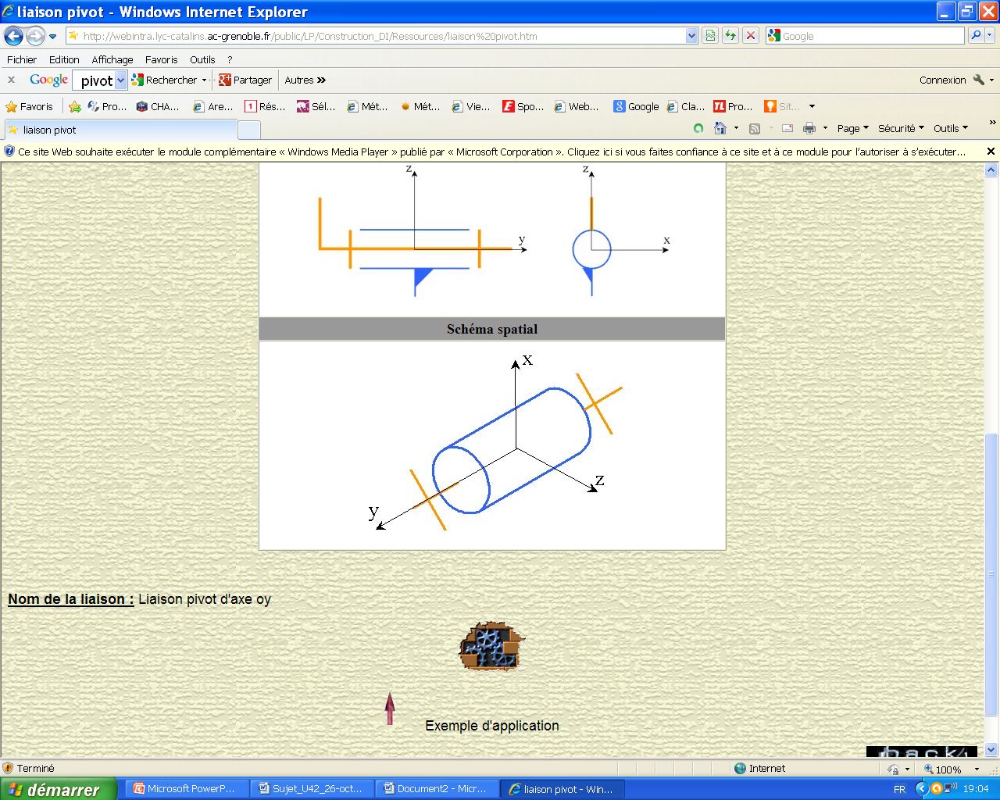 liaison pivot - Windows Internet Explorer
http://webintra.lyc-catalins.ac-grenoble.fr/public/LP/Construction_DI/Ressources/liaison%20pivot.htm
Google
Fichier Edition Affichage Favoris Outils ?
x Google pivot Rechercher Partager Autres »
Connexion
Favoris Pro... CHA... Are... 1 Rés... Sél... Mét... Mét... Vie... E Spo... Web... Google Cla... TL Pro... Sit...
liaison pivot
Page Sécurité Outils »
Ce site Web souhaite exécuter le module complémentaire « Windows Media Player » publié par « Microsoft Corporation ». Cliquez ici si vous faites confiance à ce site et à ce module pour l'autoriser à s'exécuter...
z z
y x
Schéma spatial
x
z
y
Nom de la liaison : Liaison pivot d'axe oy
Exemple d'application
back
Terminé
Internet
100%
démarrer
Microsoft PowerP...
Sujet_U42_26-oct...
Document2 - Micr...
liaison pivot - Win...
FR
19:04